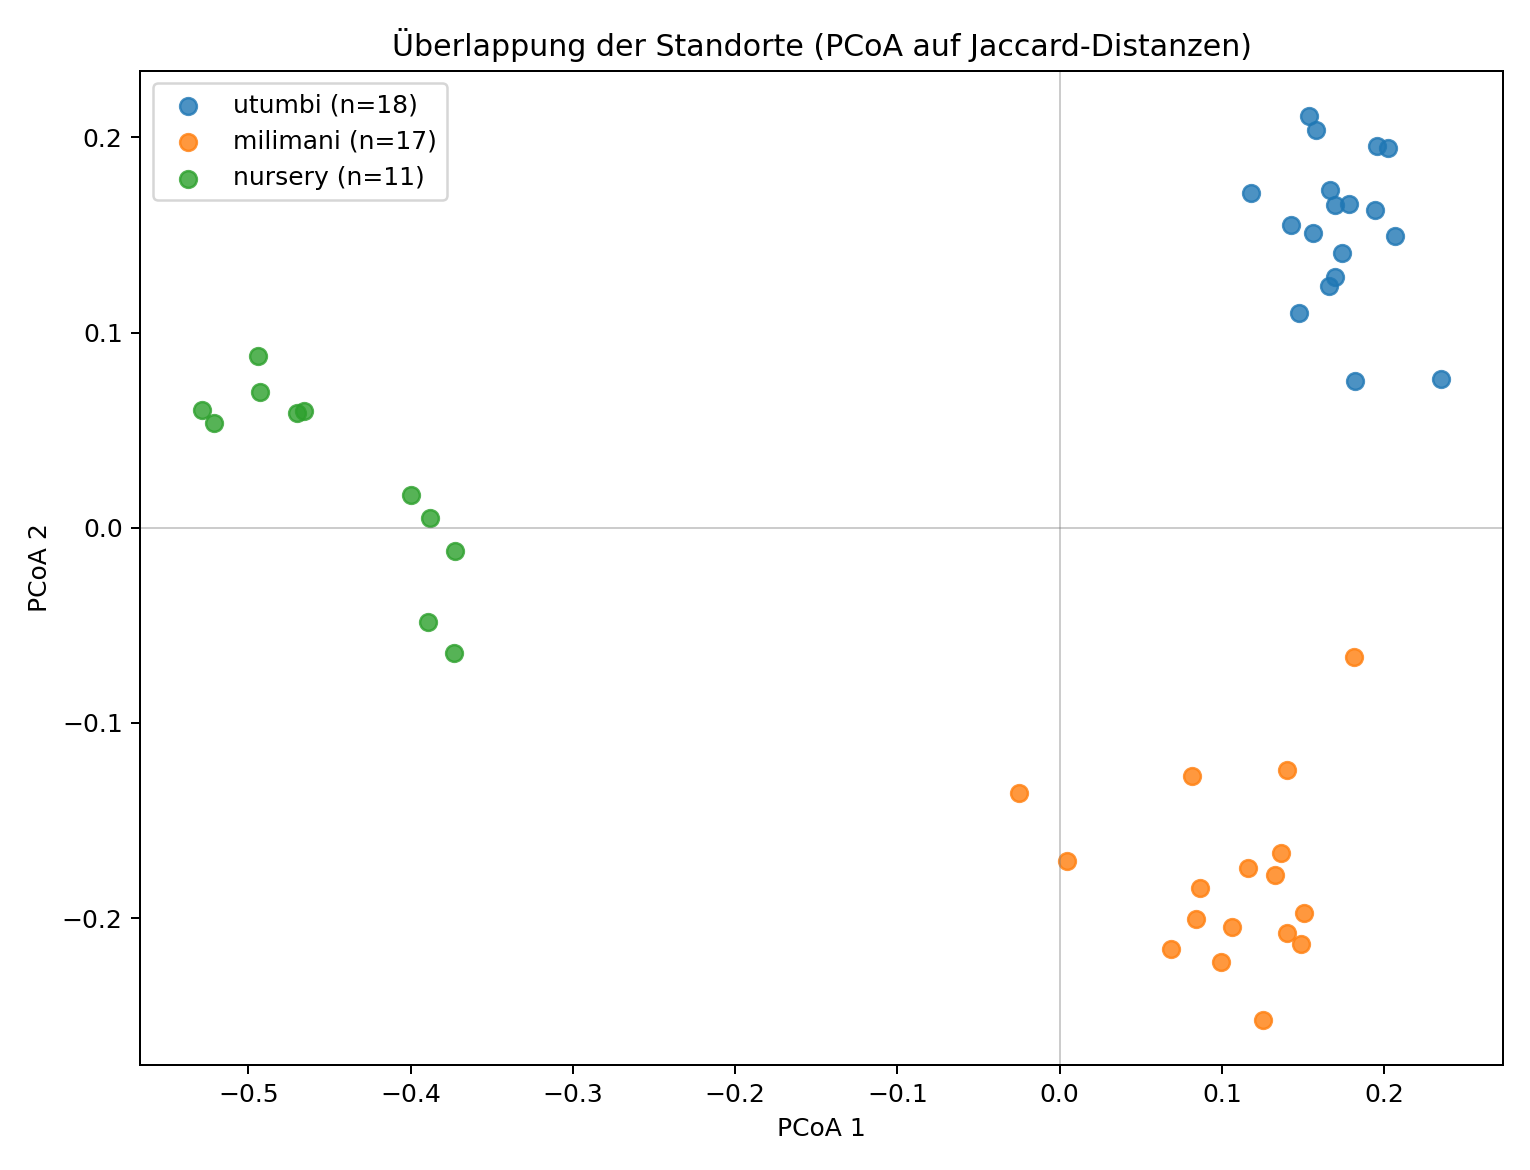 Überlappung der Standorte (PCoA auf Jaccard-Distanzen)
utumbi (n=18)
milimani (n=17)
nursery (n=11)
0.2
0.1
0.0
−0.1
−0.2
PCoA 2
−0.5
−0.4
−0.3
−0.2
−0.1
0.0
0.1
0.2
PCoA 1